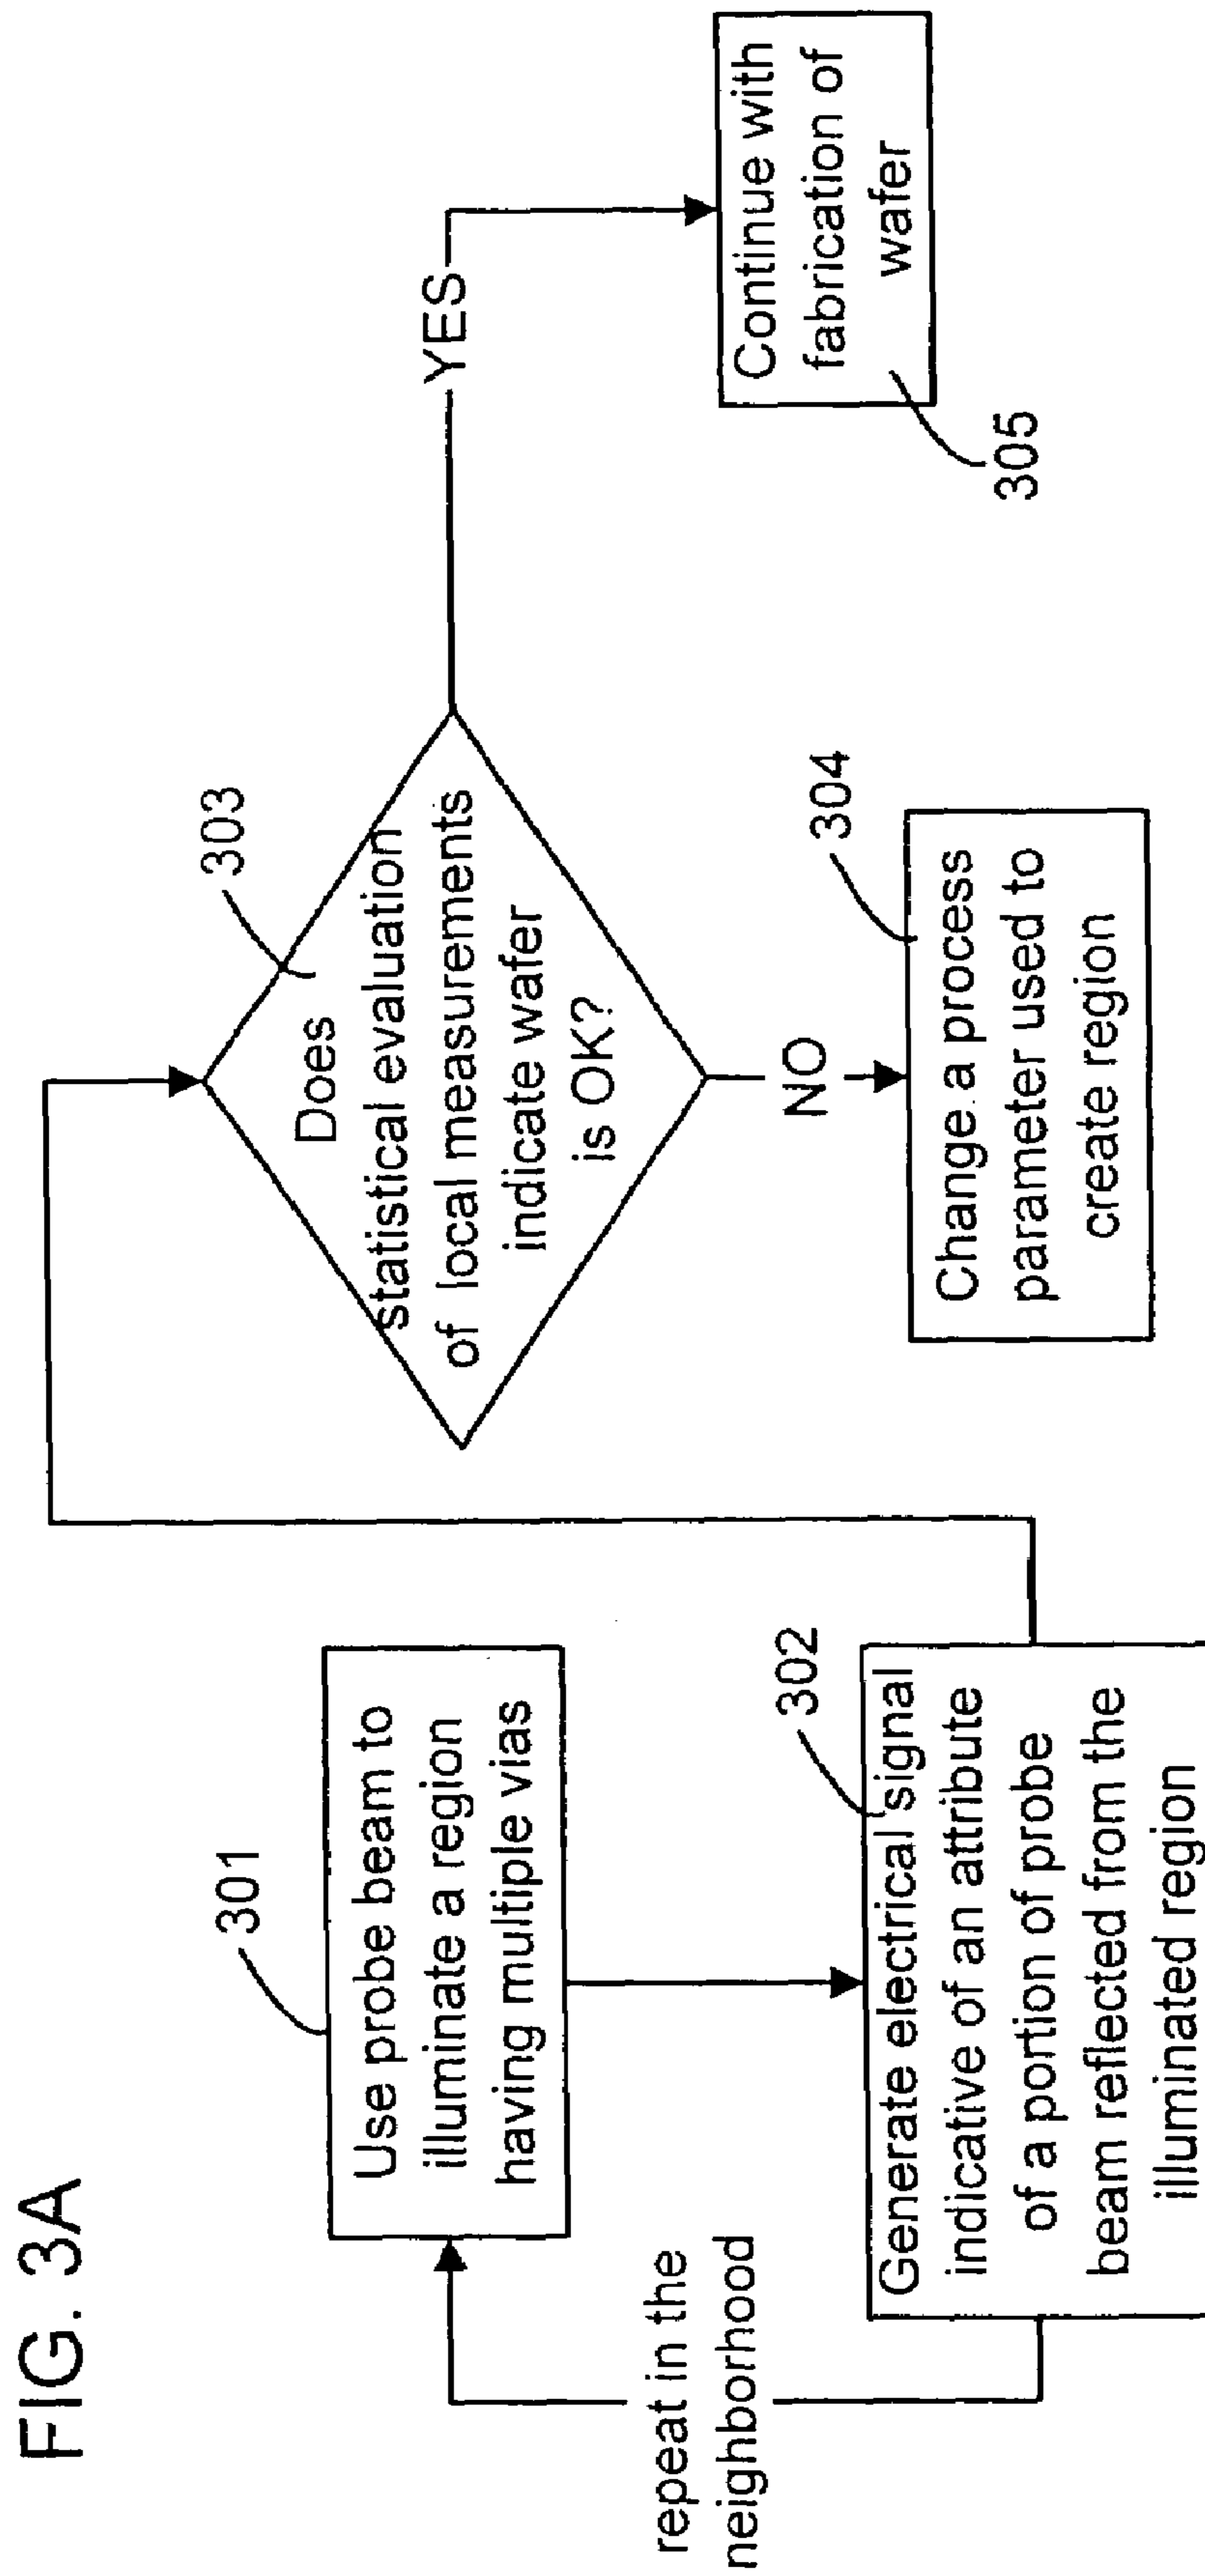 FIG. 3A
301
Use probe beam to
illuminate a region
having multiple vias
repeat in the
neighborhood
302
Generate electrical signal
indicative of an attribute
of a portion of probe
beam reflected from the
illuminated region
303
Does
statistical evaluation
of local measurements
indicate wafer
is OK?
YES
NO
304
Change a process
parameter used to
create region
Continue with
fabrication of
wafer
305